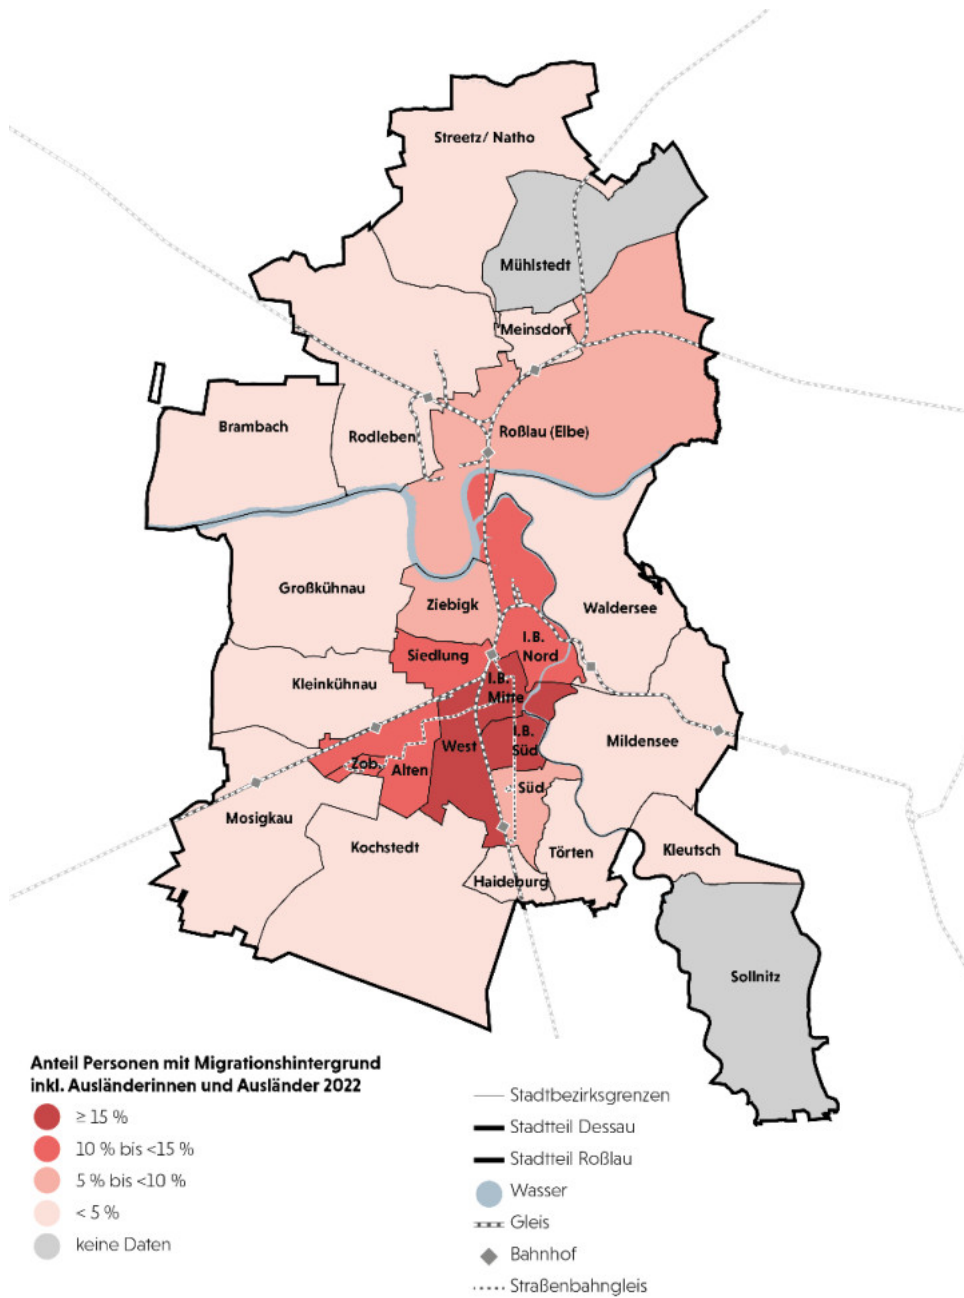 Streetz/ Natho
Mühlstedt
Meinsdorf
Brambach
Rodleben
Roßlau (Elbe)
Großkühnau
Ziebigk
Waldersee
Siedlung
I.B.
Nord
Kleinkühnau
I.B.
Mitte
West
I.B.
Süd
Mildensee
Zob.
Alten
Süd
Mosigkau
Kochstedt
Törten
Kleutsch
Haideburg
Sollnitz
Anteil Personen mit Migrationshintergrund
inkl. Ausländerinnen und Ausländer 2022
≥ 15 %
10 % bis <15 %
5 % bis <10 %
< 5 %
keine Daten
Stadtbezirksgrenzen
Stadtteil Dessau
Stadtteil Roßlau
Wasser
Gleis
Bahnhof
Straßenbahngleis